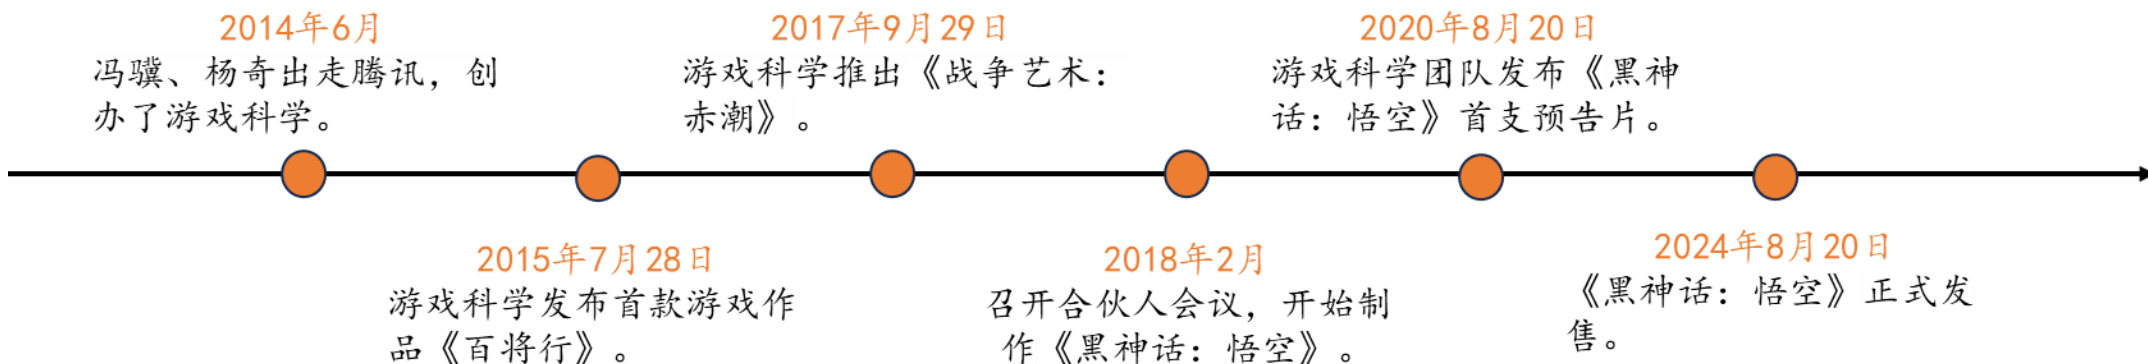 2014年6月
冯骥、杨奇出走腾讯，创
办了游戏科学。
2015年7月28日
游戏科学发布首款游戏作
品《百将行》。
2017年9月29日
游戏科学推出《战争艺术：
赤潮》。
2018年2月
召开合伙人会议，开始制
作《黑神话：悟空》。
2020年8月20日
游戏科学团队发布《黑神
话：悟空》首支预告片。
2024年8月20日
《黑神话：悟空》正式发
售。